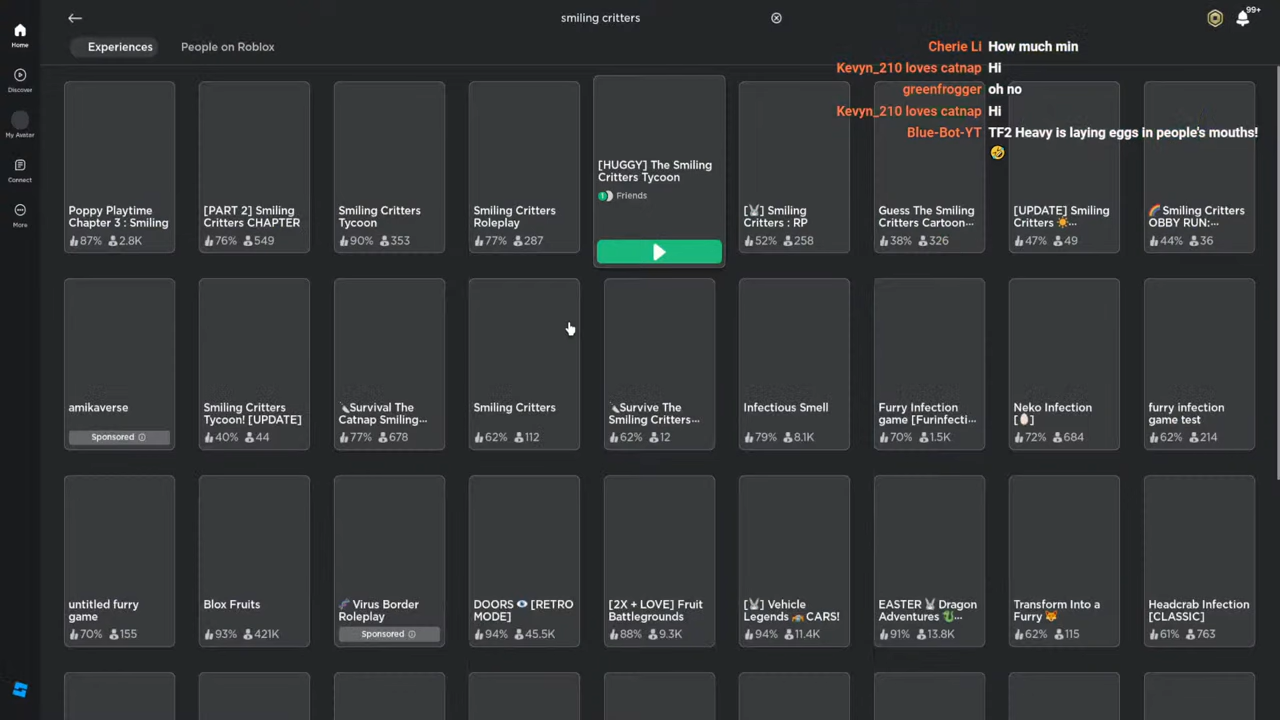 smiling critters
99+
Home
Discover
My Avatar
Connect
More
Experiences
People on Roblox
Cherie Li How much min
Kevyn_210 loves catnap Hi
greenfrogger oh no
Kevyn_210 loves catnap Hi
Blue-Bot-YT TF2 Heavy is laying eggs in people's mouths!
🤣
Poppy Playtime
Chapter 3 : Smiling
87% 2.8K
[PART 2] Smiling
Critters CHAPTER
76% 549
Smiling Critters
Tycoon
90% 353
Smiling Critters
Roleplay
77% 287
[HUGGY] The Smiling
Critters Tycoon
1 Friends
[🐰] Smiling
Critters : RP
52% 258
Guess The Smiling
Critters Cartoon...
38% 326
[UPDATE] Smiling
Critters ☀️...
47% 49
🌈Smiling Critters
OBBY RUN:...
44% 36
amikaverse
Sponsored
Smiling Critters
Tycoon! [UPDATE]
40% 44
🔪Survival The
Catnap Smiling...
77% 678
Smiling Critters
62% 112
🔪Survive The
Smiling Critters...
62% 12
Infectious Smell
79% 8.1K
Furry Infection
game [Furinfecti...
70% 1.5K
Neko Infection
[🥚]
72% 684
furry infection
game test
62% 214
untitled furry
game
70% 155
Blox Fruits
93% 421K
🧬Virus Border
Roleplay
Sponsored
DOORS 👁️ [RETRO
MODE]
94% 45.5K
[2X + LOVE] Fruit
Battlegrounds
88% 9.3K
[🐰] Vehicle
Legends 🚗 CARS!
94% 11.4K
EASTER 🐰 Dragon
Adventures 🐉...
91% 13.8K
Transform Into a
Furry 🦊
62% 115
Headcrab Infection
[CLASSIC]
61% 763